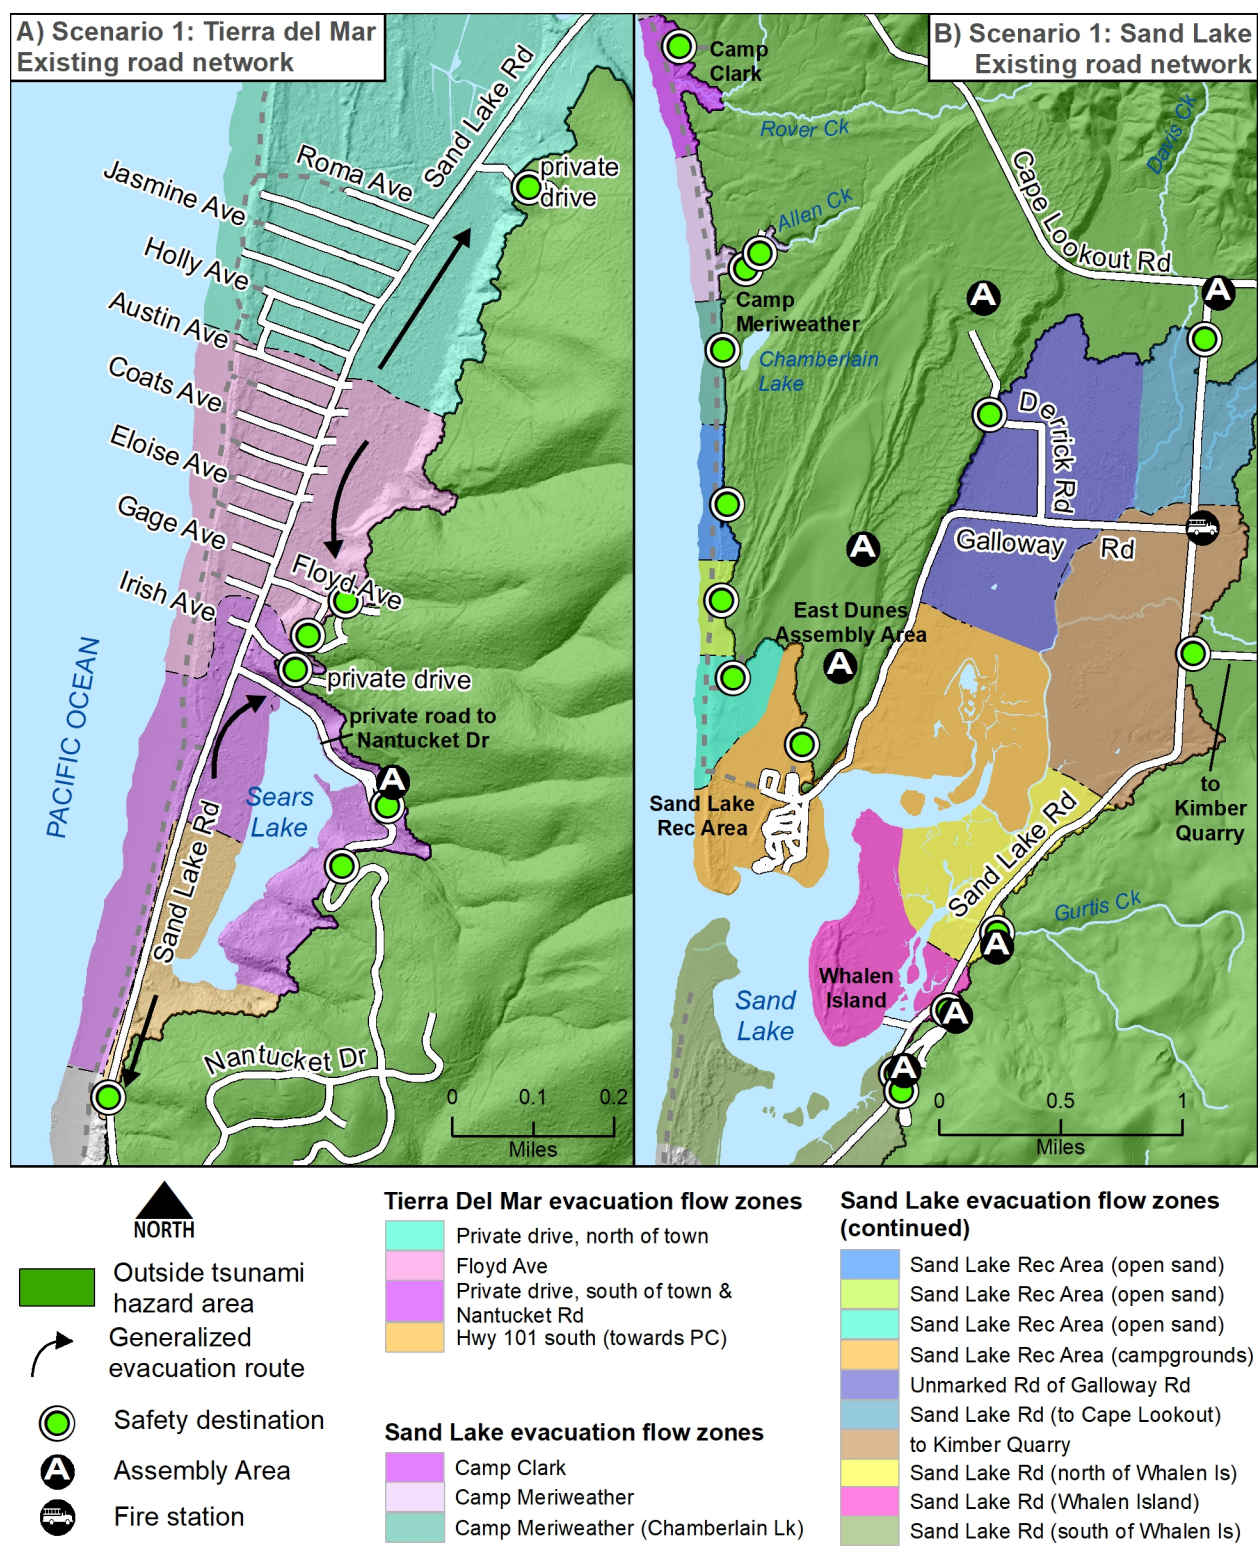 A) Scenario 1: Tierra del Mar
Existing road network
Sand Lake Rd
private
drive
Roma Ave
Jasmine Ave
Holly Ave
Austin Ave
Coats Ave
Eloise Ave
Gage Ave
Irish Ave
Floyd Ave
private drive
private road to
Nantucket Dr
A
PACIFIC OCEAN
Sears
Lake
Sand Lake Rd
Nantucket Dr
0 0.1 0.2
Miles
B) Scenario 1: Sand Lake
Existing road network
Camp
Clark
Rover Ck
Davis Ck
Cape Lookout Rd
Allen Ck
A
A
Camp
Meriweather
Chamberlain
Lake
Derrick Rd
Galloway Rd
A
East Dunes
Assembly Area
A
to
Kimber
Quarry
Sand Lake
Rec Area
Sand Lake Rd
Gurtis Ck
A
Whalen
Island
A
Sand
Lake
A
0 0.5 1
Miles
NORTH
Outside tsunami
hazard area
Generalized
evacuation route
Safety destination
A Assembly Area
Fire station
Tierra Del Mar evacuation flow zones
Private drive, north of town
Floyd Ave
Private drive, south of town &
Nantucket Rd
Hwy 101 south (towards PC)
Sand Lake evacuation flow zones
Camp Clark
Camp Meriweather
Camp Meriweather (Chamberlain Lk)
Sand Lake evacuation flow zones
(continued)
Sand Lake Rec Area (open sand)
Sand Lake Rec Area (open sand)
Sand Lake Rec Area (open sand)
Sand Lake Rec Area (campgrounds)
Unmarked Rd of Galloway Rd
Sand Lake Rd (to Cape Lookout)
to Kimber Quarry
Sand Lake Rd (north of Whalen Is)
Sand Lake Rd (Whalen Island)
Sand Lake Rd (south of Whalen Is)